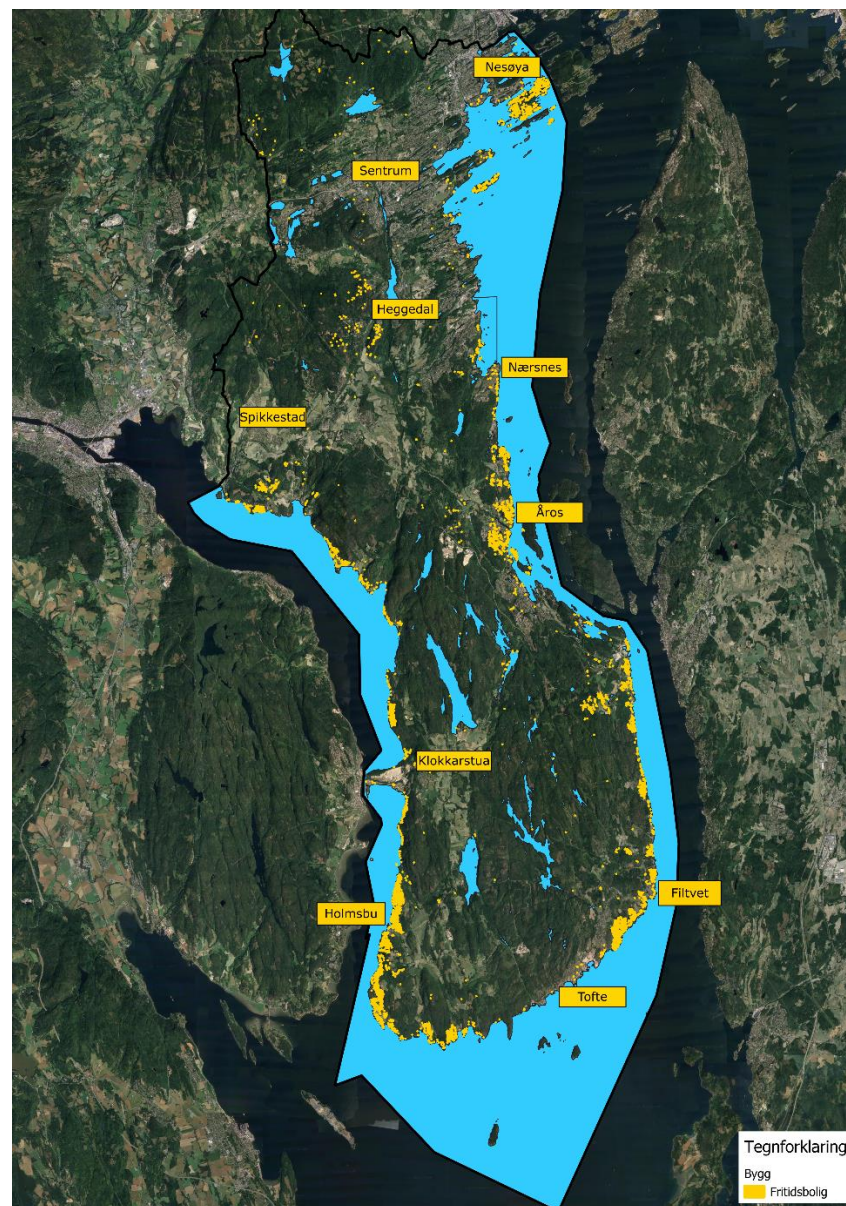 Nesøya
Sentrum
Heggedal
Nærsnes
Spikkestad
Åros
Klokkarstua
Filtvet
Holmsbu
Tofte
Tegnforklaring
Bygg
Fritidsbolig